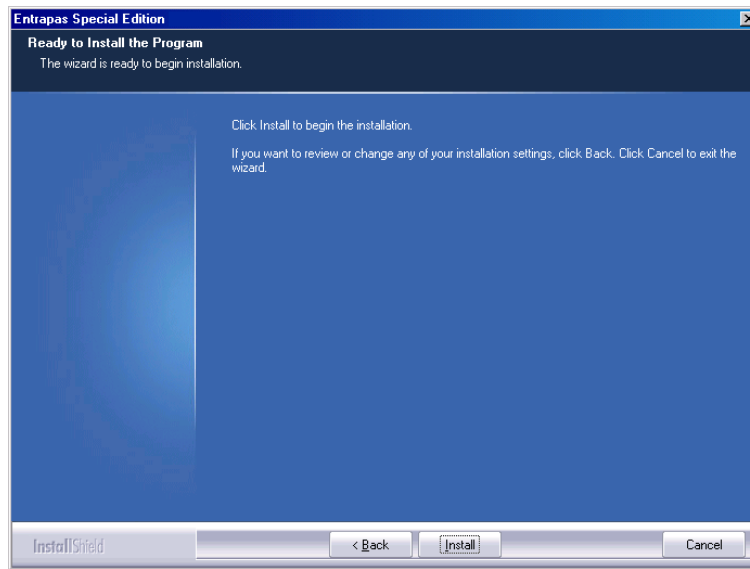 Entrapas Special Edition
Ready to Install the Program
The wizard is ready to begin installation.
Click Install to begin the installation.
If you want to review or change any of your installation settings, click Back. Click Cancel to exit the
wizard.
InstallShield
< Back
Install
Cancel